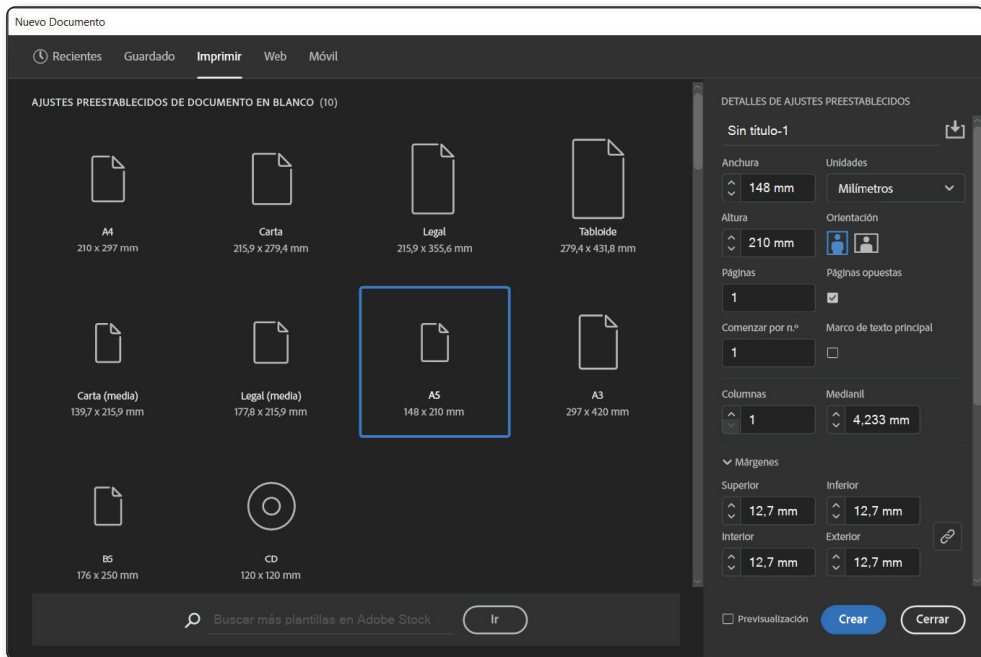 Nuevo Documento
Recientes Guardado Imprimir Web Móvil
AJUSTES PREESTABLECIDOS DE DOCUMENTO EN BLANCO (10)
A4 Carta Legal Tabloide
210 x 297 mm 215,9 x 279,4 mm 215,9 x 355,6 mm 279,4 x 431,8 mm
Carta (media) Legal (media) A5 A3
139,7 x 215,9 mm 177,8 x 215,9 mm 148 x 210 mm 297 x 420 mm
B5 CD
176 x 250 mm 120 x 120 mm
Buscar más plantillas en Adobe Stock Ir
DETALLES DE AJUSTES PREESTABLECIDOS
Sin título-1
Anchura Unidades
148 mm Milímetros
Altura Orientación
210 mm
Páginas Páginas opuestas
1
Comenzar por n.º Marco de texto principal
1
Columnas Medianil
1 4,233 mm
Márgenes
Superior Inferior
12,7 mm 12,7 mm
Interior Exterior
12,7 mm 12,7 mm
Previsualización Crear Cerrar